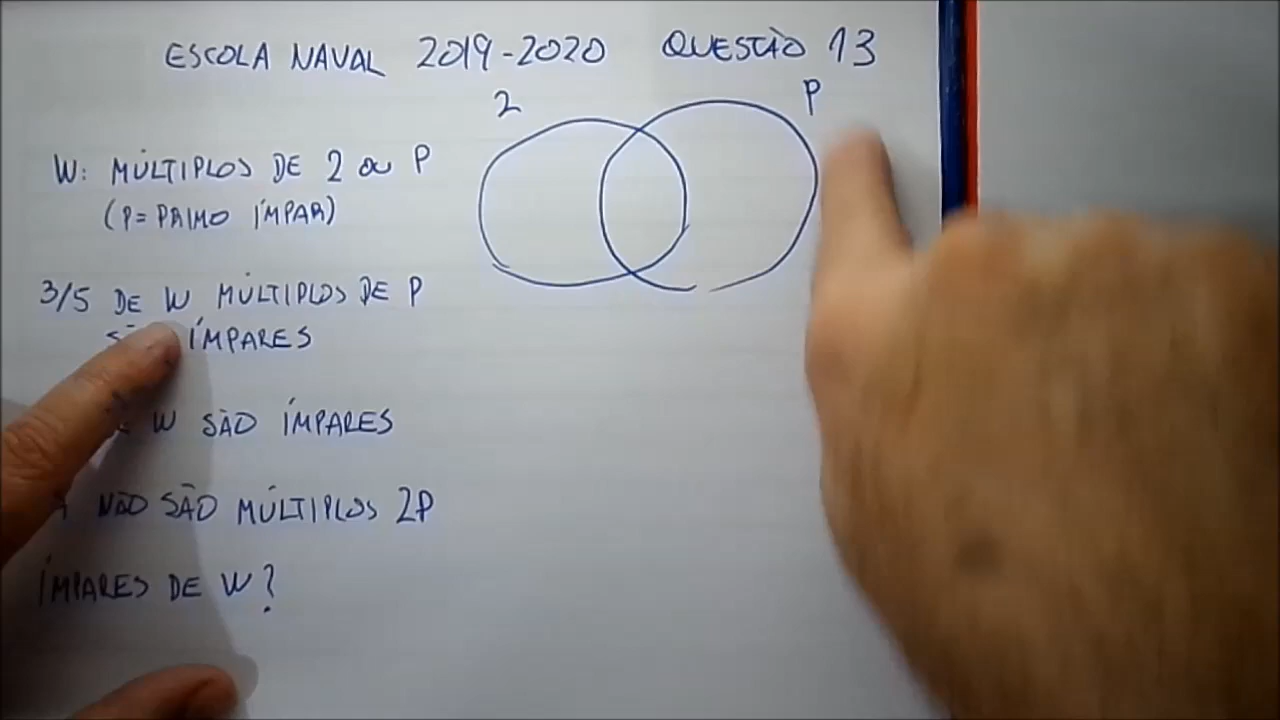 ESCOLA NAVAL 2019-2020 QUESTÃO 13
2 P
W: MÚLTIPLOS DE 2 OU P
(P=PRIMO ÍMPAR)
3/5 DE W MÚLTIPLOS DE P
ÍMPARES
W SÃO ÍMPARES
NÃO SÃO MÚLTIPLOS 2P
ÍMPARES DE W?